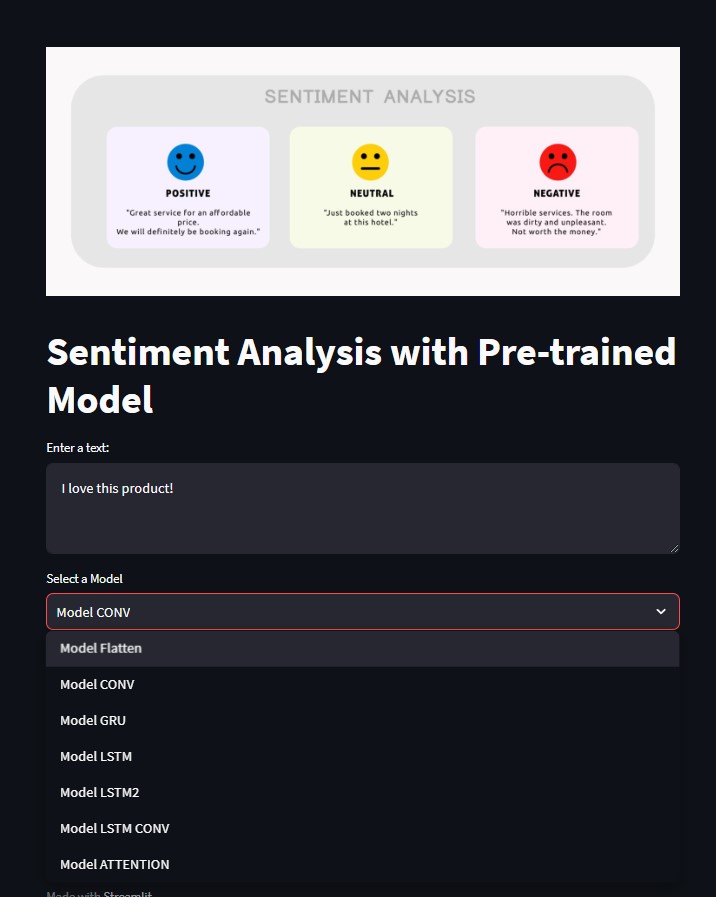 SENTIMENT ANALYSIS
POSITIVE
"Great service for an affordable
price.
We will definitely be booking again."
NEUTRAL
"Just booked two nights
at this hotel."
NEGATIVE
"Horrible services. The room
was dirty and unpleasant.
Not worth the money."
Sentiment Analysis with Pre-trained
Model
Enter a text:
I love this product!
Select a Model
Model CONV
Model Flatten
Model CONV
Model GRU
Model LSTM
Model LSTM2
Model LSTM CONV
Model ATTENTION
Made with Streamlit